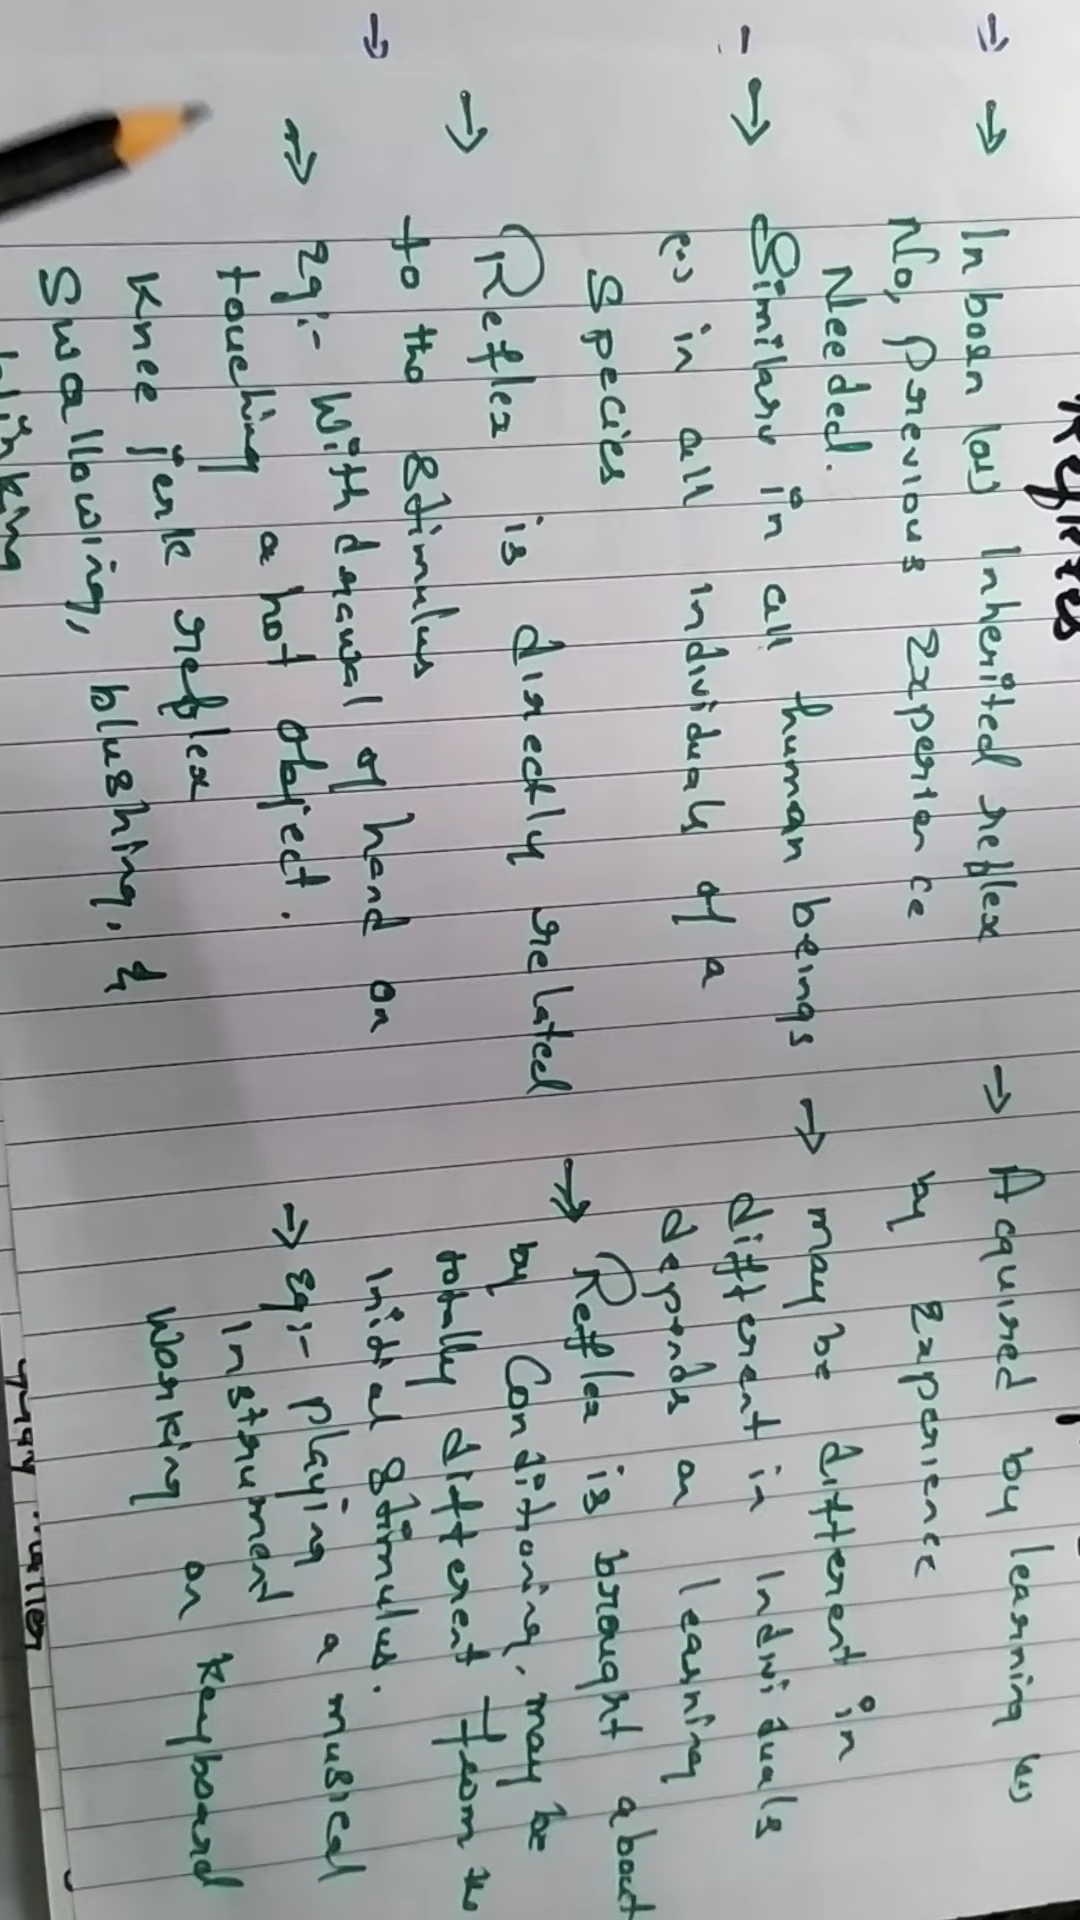 Reflexes
Inborn (or) Inherited reflex
No, Previous Experience
Needed.
Similar in all human beings
(or) in all individuals of a
Species
Reflex is directly related
to the stimulus
Eg:- Withdrawal of hand on
touching a hot object.
Knee jerk reflex
Swallowing, blushing, &
blinking
Acquired by learning (or)
by Experience
may be different in
different in Individuals
depends on learning
Reflex is brought about
by Conditioning, may be
totally different from the
Initial stimulus.
Eg:- Playing a musical
Instrument
Working on Keyboard